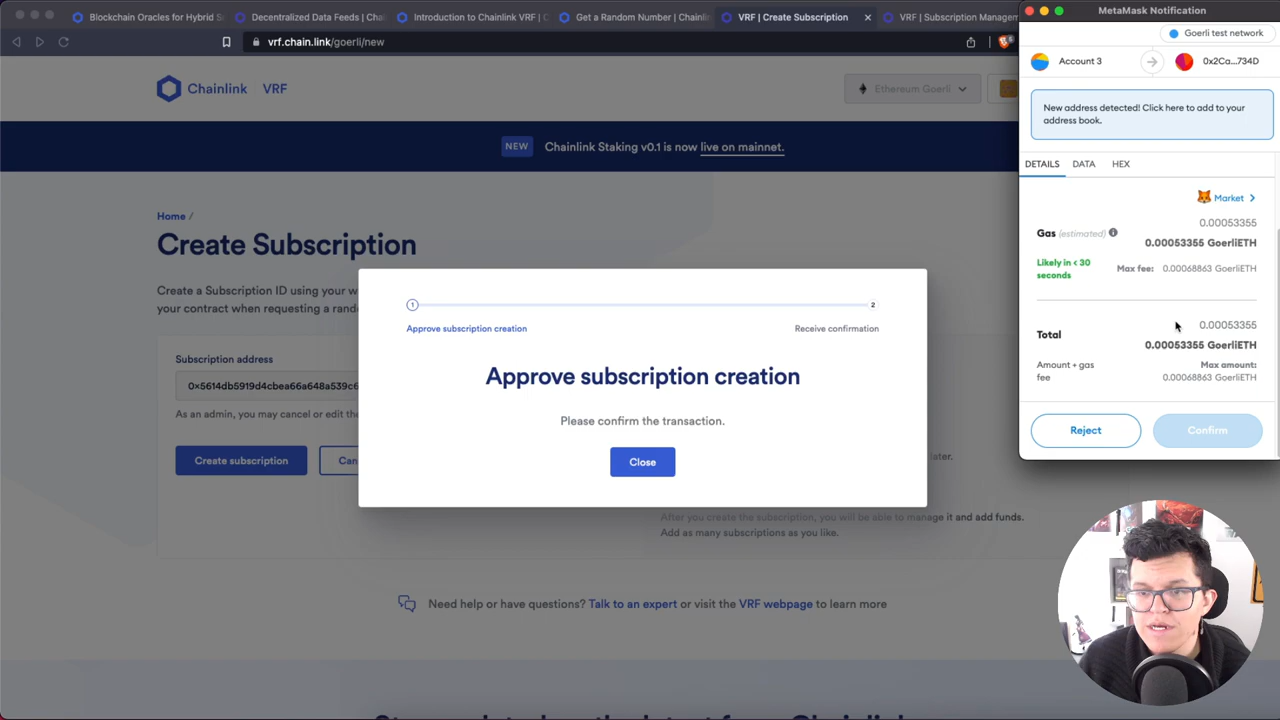 Blockchain Oracles for Hybrid S
Decentralized Data Feeds | Chai
Introduction to Chainlink VRF | C
Get a Random Number | Chainli
VRF | Create Subscription
VRF | Subscription Managem
vrf.chain.link/goerli/new
Chainlink VRF
Ethereum Goerli
NEW Chainlink Staking v0.1 is now live on mainnet.
Home /
Create Subscription
Create a Subscription ID using your w
your contract when requesting a rand
Subscription address
0x5614db5919d4cbea66a648a539c6
As an admin, you may cancel or edit the
Create subscription
Can
1
2
Approve subscription creation
Receive confirmation
Approve subscription creation
Please confirm the transaction.
Close
later.
After you create the subscription, you will be able to manage it and add funds.
Add as many subscriptions as you like.
Need help or have questions? Talk to an expert or visit the VRF webpage to learn more
MetaMask Notification
Goerli test network
Account 3
0x2Ca...734D
New address detected! Click here to add to your
address book.
DETAILS DATA HEX
Market
0.00053355
Gas (estimated)
0.00053355 GoerliETH
Likely in < 30
seconds
Max fee: 0.00068863 GoerliETH
0.00053355
Total
0.00053355 GoerliETH
Amount + gas
fee
Max amount:
0.00068863 GoerliETH
Reject
Confirm